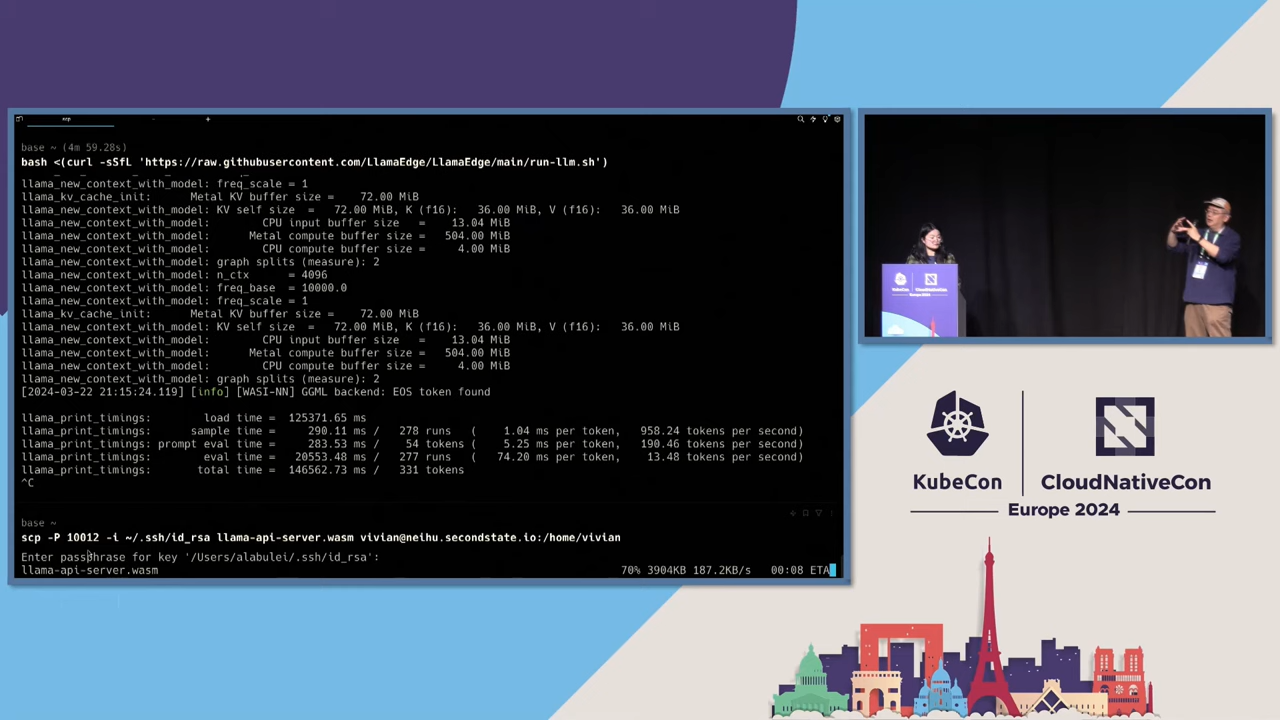 scp
base ~ (4m 59.28s)
bash <(curl -sSfL 'https://raw.githubusercontent.com/LlamaEdge/LlamaEdge/main/run-llm.sh')
llama_new_context_with_model: freq_scale = 1
llama_kv_cache_init: Metal KV buffer size = 72.00 MiB
llama_new_context_with_model: KV self size = 72.00 MiB, K (f16): 36.00 MiB, V (f16): 36.00 MiB
llama_new_context_with_model: CPU input buffer size = 13.04 MiB
llama_new_context_with_model: Metal compute buffer size = 504.00 MiB
llama_new_context_with_model: CPU compute buffer size = 4.00 MiB
llama_new_context_with_model: graph splits (measure): 2
llama_new_context_with_model: n_ctx = 4096
llama_new_context_with_model: freq_base = 10000.0
llama_new_context_with_model: freq_scale = 1
llama_kv_cache_init: Metal KV buffer size = 72.00 MiB
llama_new_context_with_model: KV self size = 72.00 MiB, K (f16): 36.00 MiB, V (f16): 36.00 MiB
llama_new_context_with_model: CPU input buffer size = 13.04 MiB
llama_new_context_with_model: Metal compute buffer size = 504.00 MiB
llama_new_context_with_model: CPU compute buffer size = 4.00 MiB
llama_new_context_with_model: graph splits (measure): 2
[2024-03-22 21:15:24.119] [info] [WASI-NN] GGML backend: EOS token found
llama_print_timings: load time = 125371.65 ms
llama_print_timings: sample time = 290.11 ms / 278 runs ( 1.04 ms per token, 958.24 tokens per second)
llama_print_timings: prompt eval time = 283.53 ms / 54 tokens ( 5.25 ms per token, 190.46 tokens per second)
llama_print_timings: eval time = 20553.48 ms / 277 runs ( 74.20 ms per token, 13.48 tokens per second)
llama_print_timings: total time = 146562.73 ms / 331 tokens
^C
base ~
scp -P 10012 -i ~/.ssh/id_rsa llama-api-server.wasm vivian@neihu.secondstate.io:/home/vivian
Enter passphrase for key '/Users/alabulei/.ssh/id_rsa':
llama-api-server.wasm 70% 3904KB 187.2KB/s 00:08 ETA
KubeCon
CloudNativeCon
Europe 2024
KubeCon
CloudNativeCon
Europe 2024